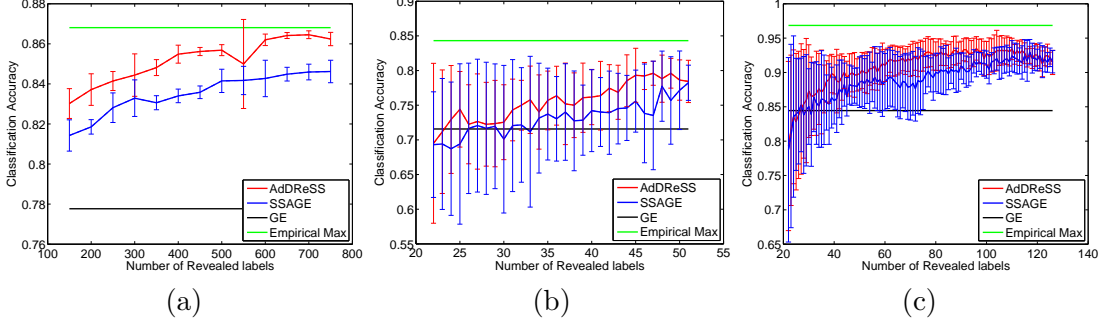 0.88
0.86
0.84
0.82
0.8
0.78
0.76
Classification Accuracy
100 200 300 400 500 600 700 800
Number of Revealed labels
AdDReSS
SSAGE
GE
Empirical Max
(a)
0.9
0.85
0.8
0.75
0.7
0.65
0.6
0.55
Classification Accuracy
20 25 30 35 40 45 50 55
Number of Revealed labels
AdDReSS
SSAGE
GE
Empirical Max
(b)
1
0.95
0.9
0.85
0.8
0.75
0.7
0.65
Classification Accuracy
20 40 60 80 100 120 140
Number of Revealed labels
AdDReSS
SSAGE
GE
Empirical Max
(c)